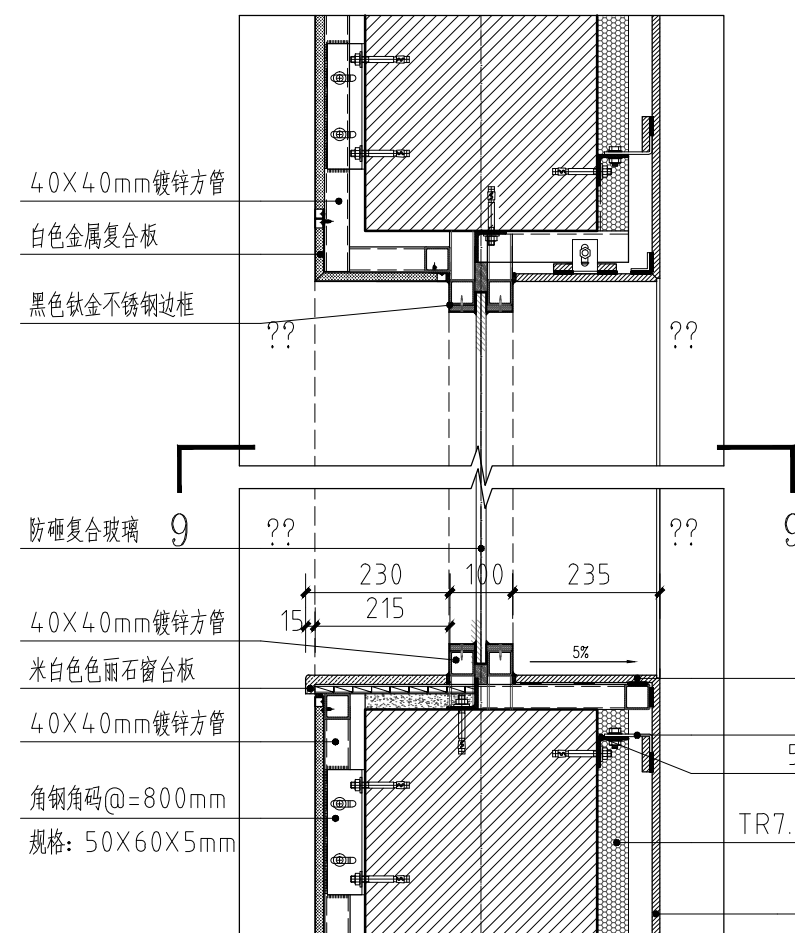 40X40mm镀锌方管
白色金属复合板
黑色钛金不锈钢边框
?? ??
防砸复合玻璃 9 ?? ?? 9
230 100 235
15 215
40X40mm镀锌方管
5%
米白色色丽石窗台板
40X40mm镀锌方管
5
角钢角码@=800mm
TR7.
规格：50X60X5mm